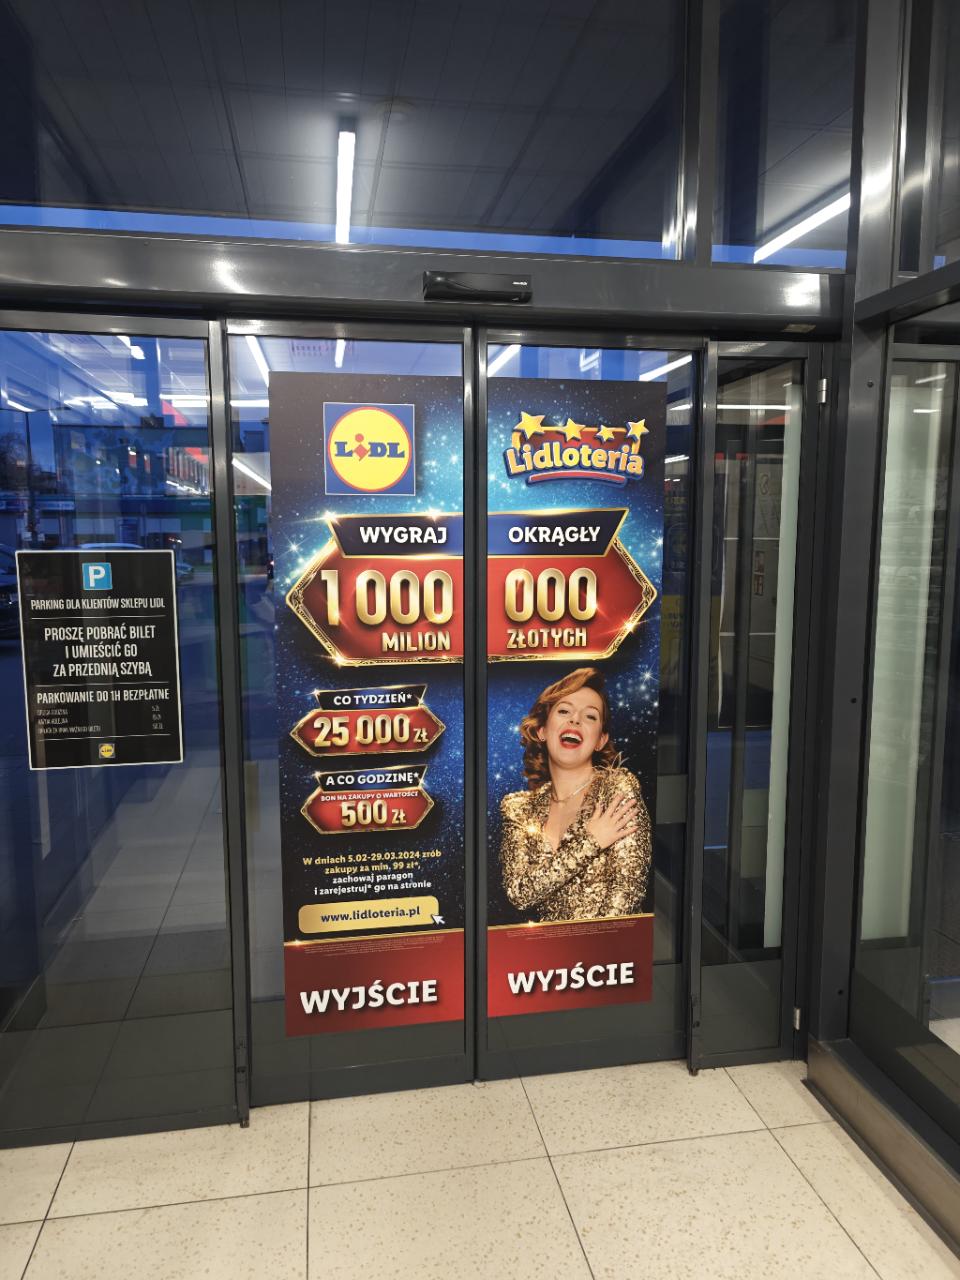 P
PARKING DLA KLIENTÓW SKLEPU LIDL
PROSZĘ POBRAĆ BILET
I UMIEŚCIĆ GO
ZA PRZEDNIĄ SZYBĄ
PARKOWANIE DO 1H BEZPŁATNE
LIDL
Lidloteria
WYGRAJ OKRĄGŁY
1 000 000
MILION ZŁOTYCH
CO TYDZIEŃ*
25 000 zł
A CO GODZINĘ*
BON NA ZAKUPY O WARTOŚCI
500 zł
W dniach 5.02-29.03.2024 zrób
zakupy za min. 99 zł*,
zachowaj paragon
i zarejestruj* go na stronie
www.lidloteria.pl
WYJŚCIE WYJŚCIE